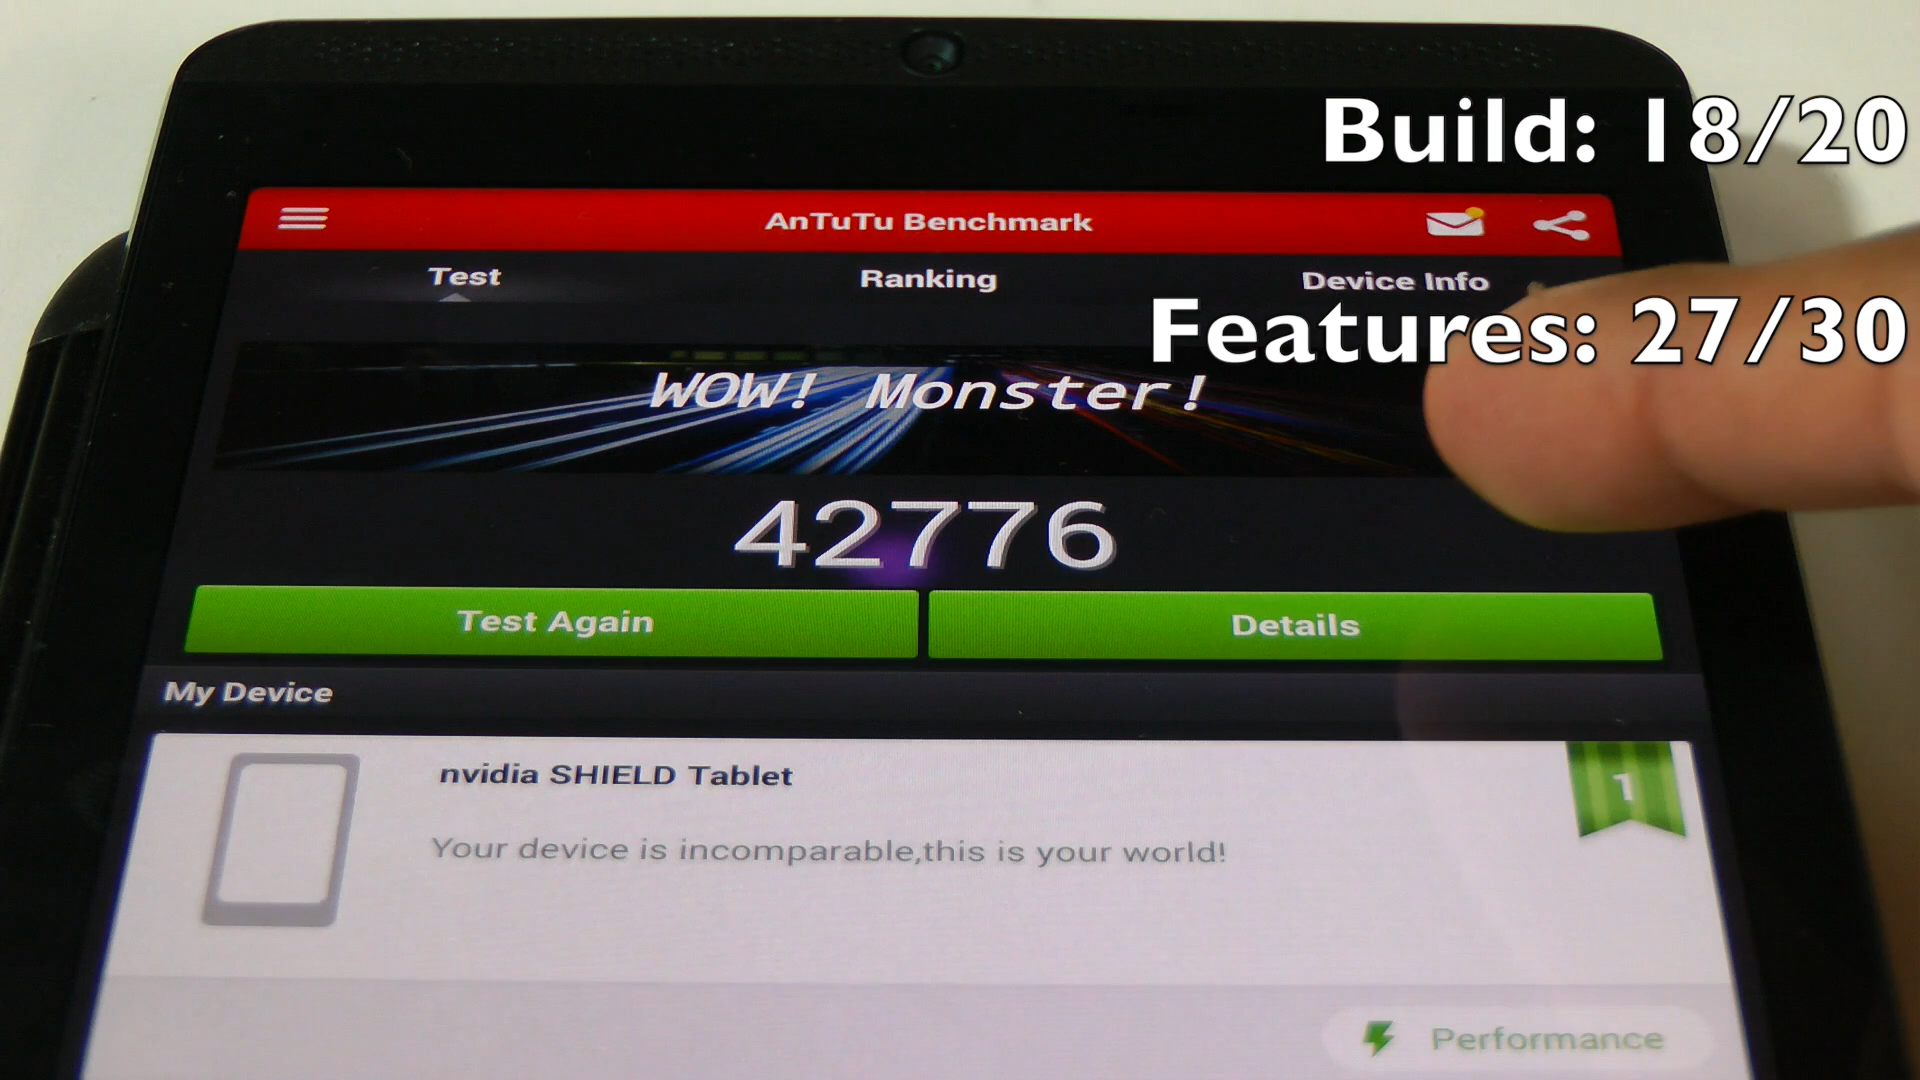 Build: 18/20
AnTuTu Benchmark
Test Ranking Device Info
Features: 27/30
WOW! Monster!
42776
Test Again Details
My Device
nvidia SHIELD Tablet
1
Your device is incomparable,this is your world!
Performance